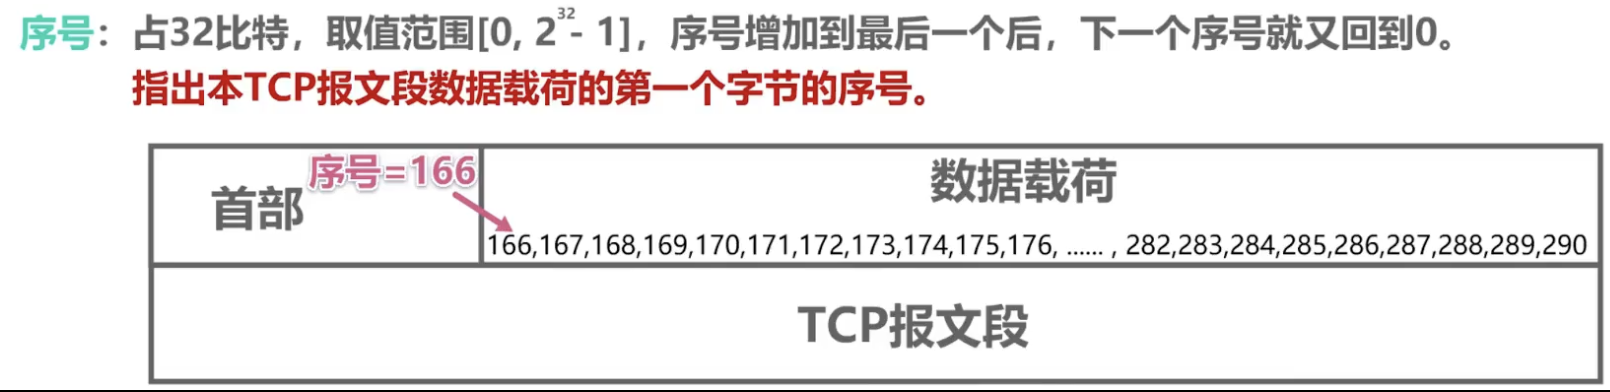 序号：占32比特，取值范围[0, 2³² - 1]，序号增加到最后一个后，下一个序号就又回到0。
指出本TCP报文段数据载荷的第一个字节的序号。
序号=166
首部
数据载荷
166,167,168,169,170,171,172,173,174,175,176, ...... , 282,283,284,285,286,287,288,289,290
TCP报文段